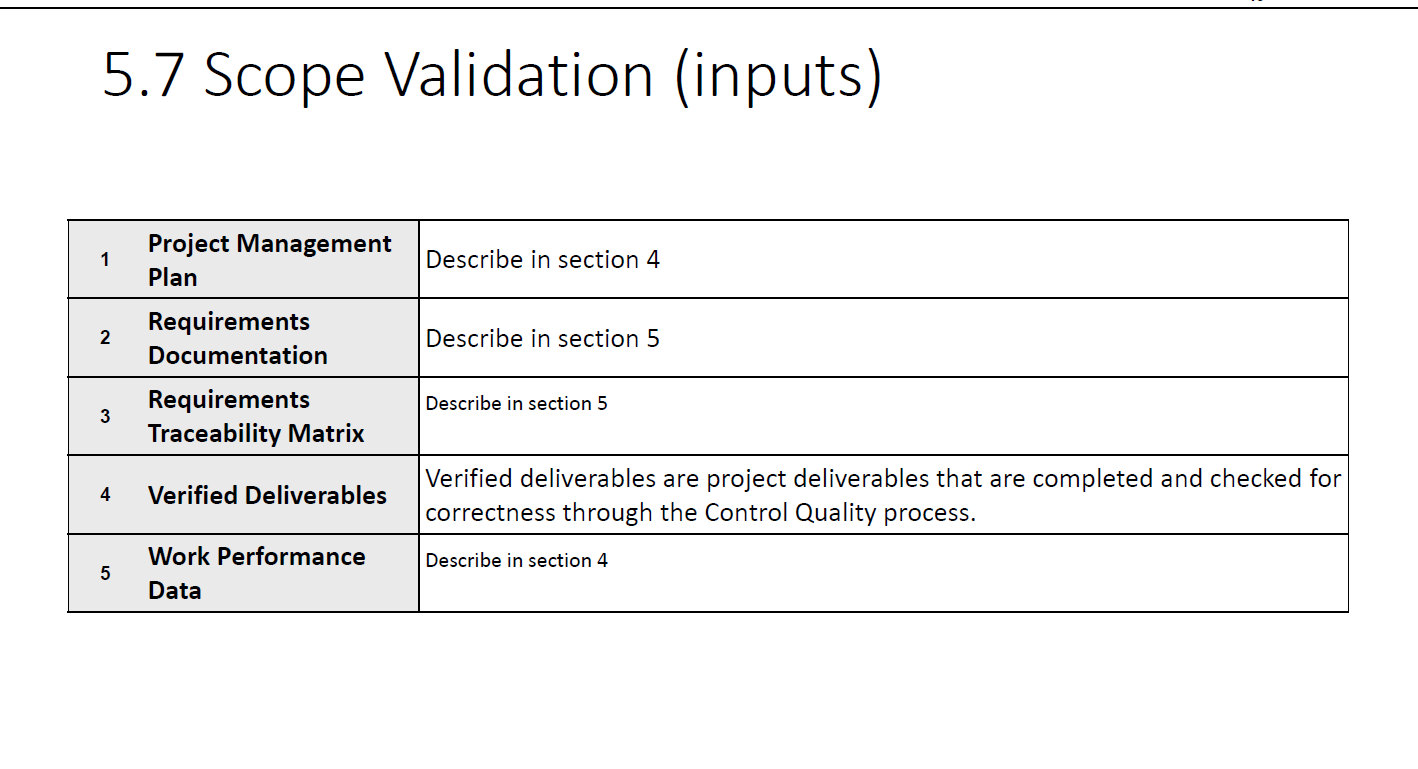 5.7 Scope Validation (inputs)
1 Project Management Plan Describe in section 4
2 Requirements Documentation Describe in section 5
3 Requirements Traceability Matrix Describe in section 5
4 Verified Deliverables Verified deliverables are project deliverables that are completed and checked for
correctness through the Control Quality process.
5 Work Performance Data Describe in section 4